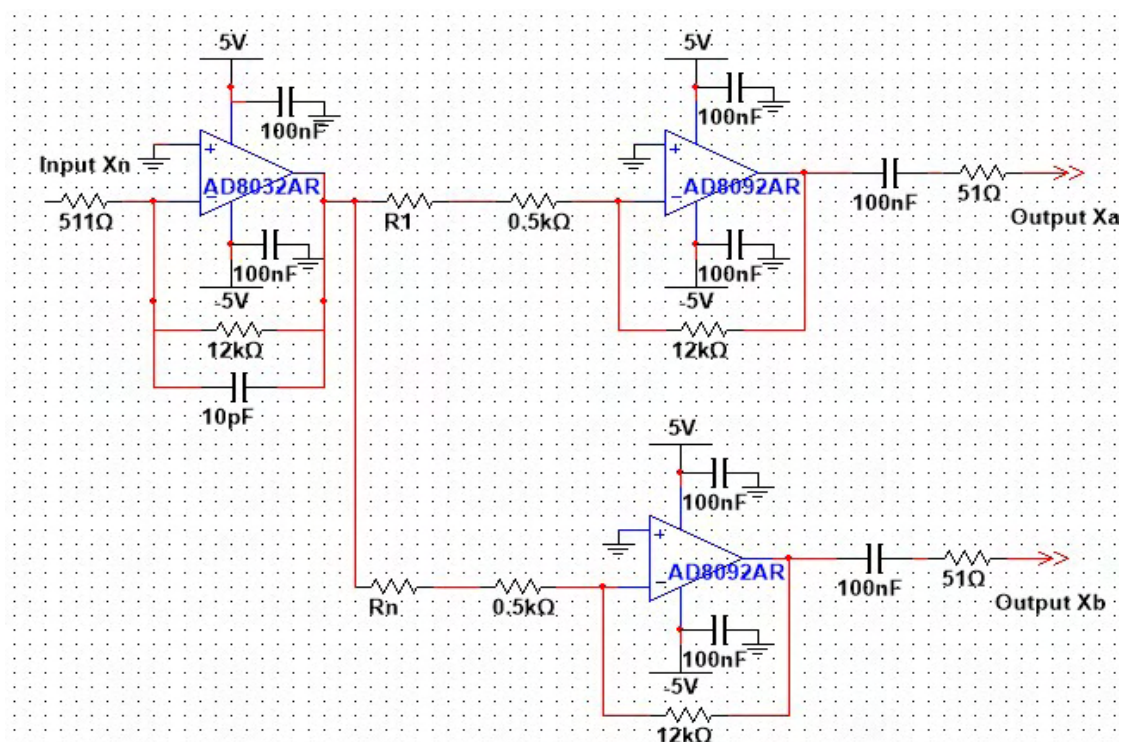 5V
100nF
+
AD8032AR
−
Input Xn
511Ω
100nF
-5V
12kΩ
10pF
R1
0.5kΩ
5V
100nF
+
AD8092AR
−
100nF
-5V
12kΩ
100nF
51Ω
Output Xa
Rn
0.5kΩ
5V
100nF
+
AD8092AR
−
100nF
-5V
12kΩ
100nF
51Ω
Output Xb